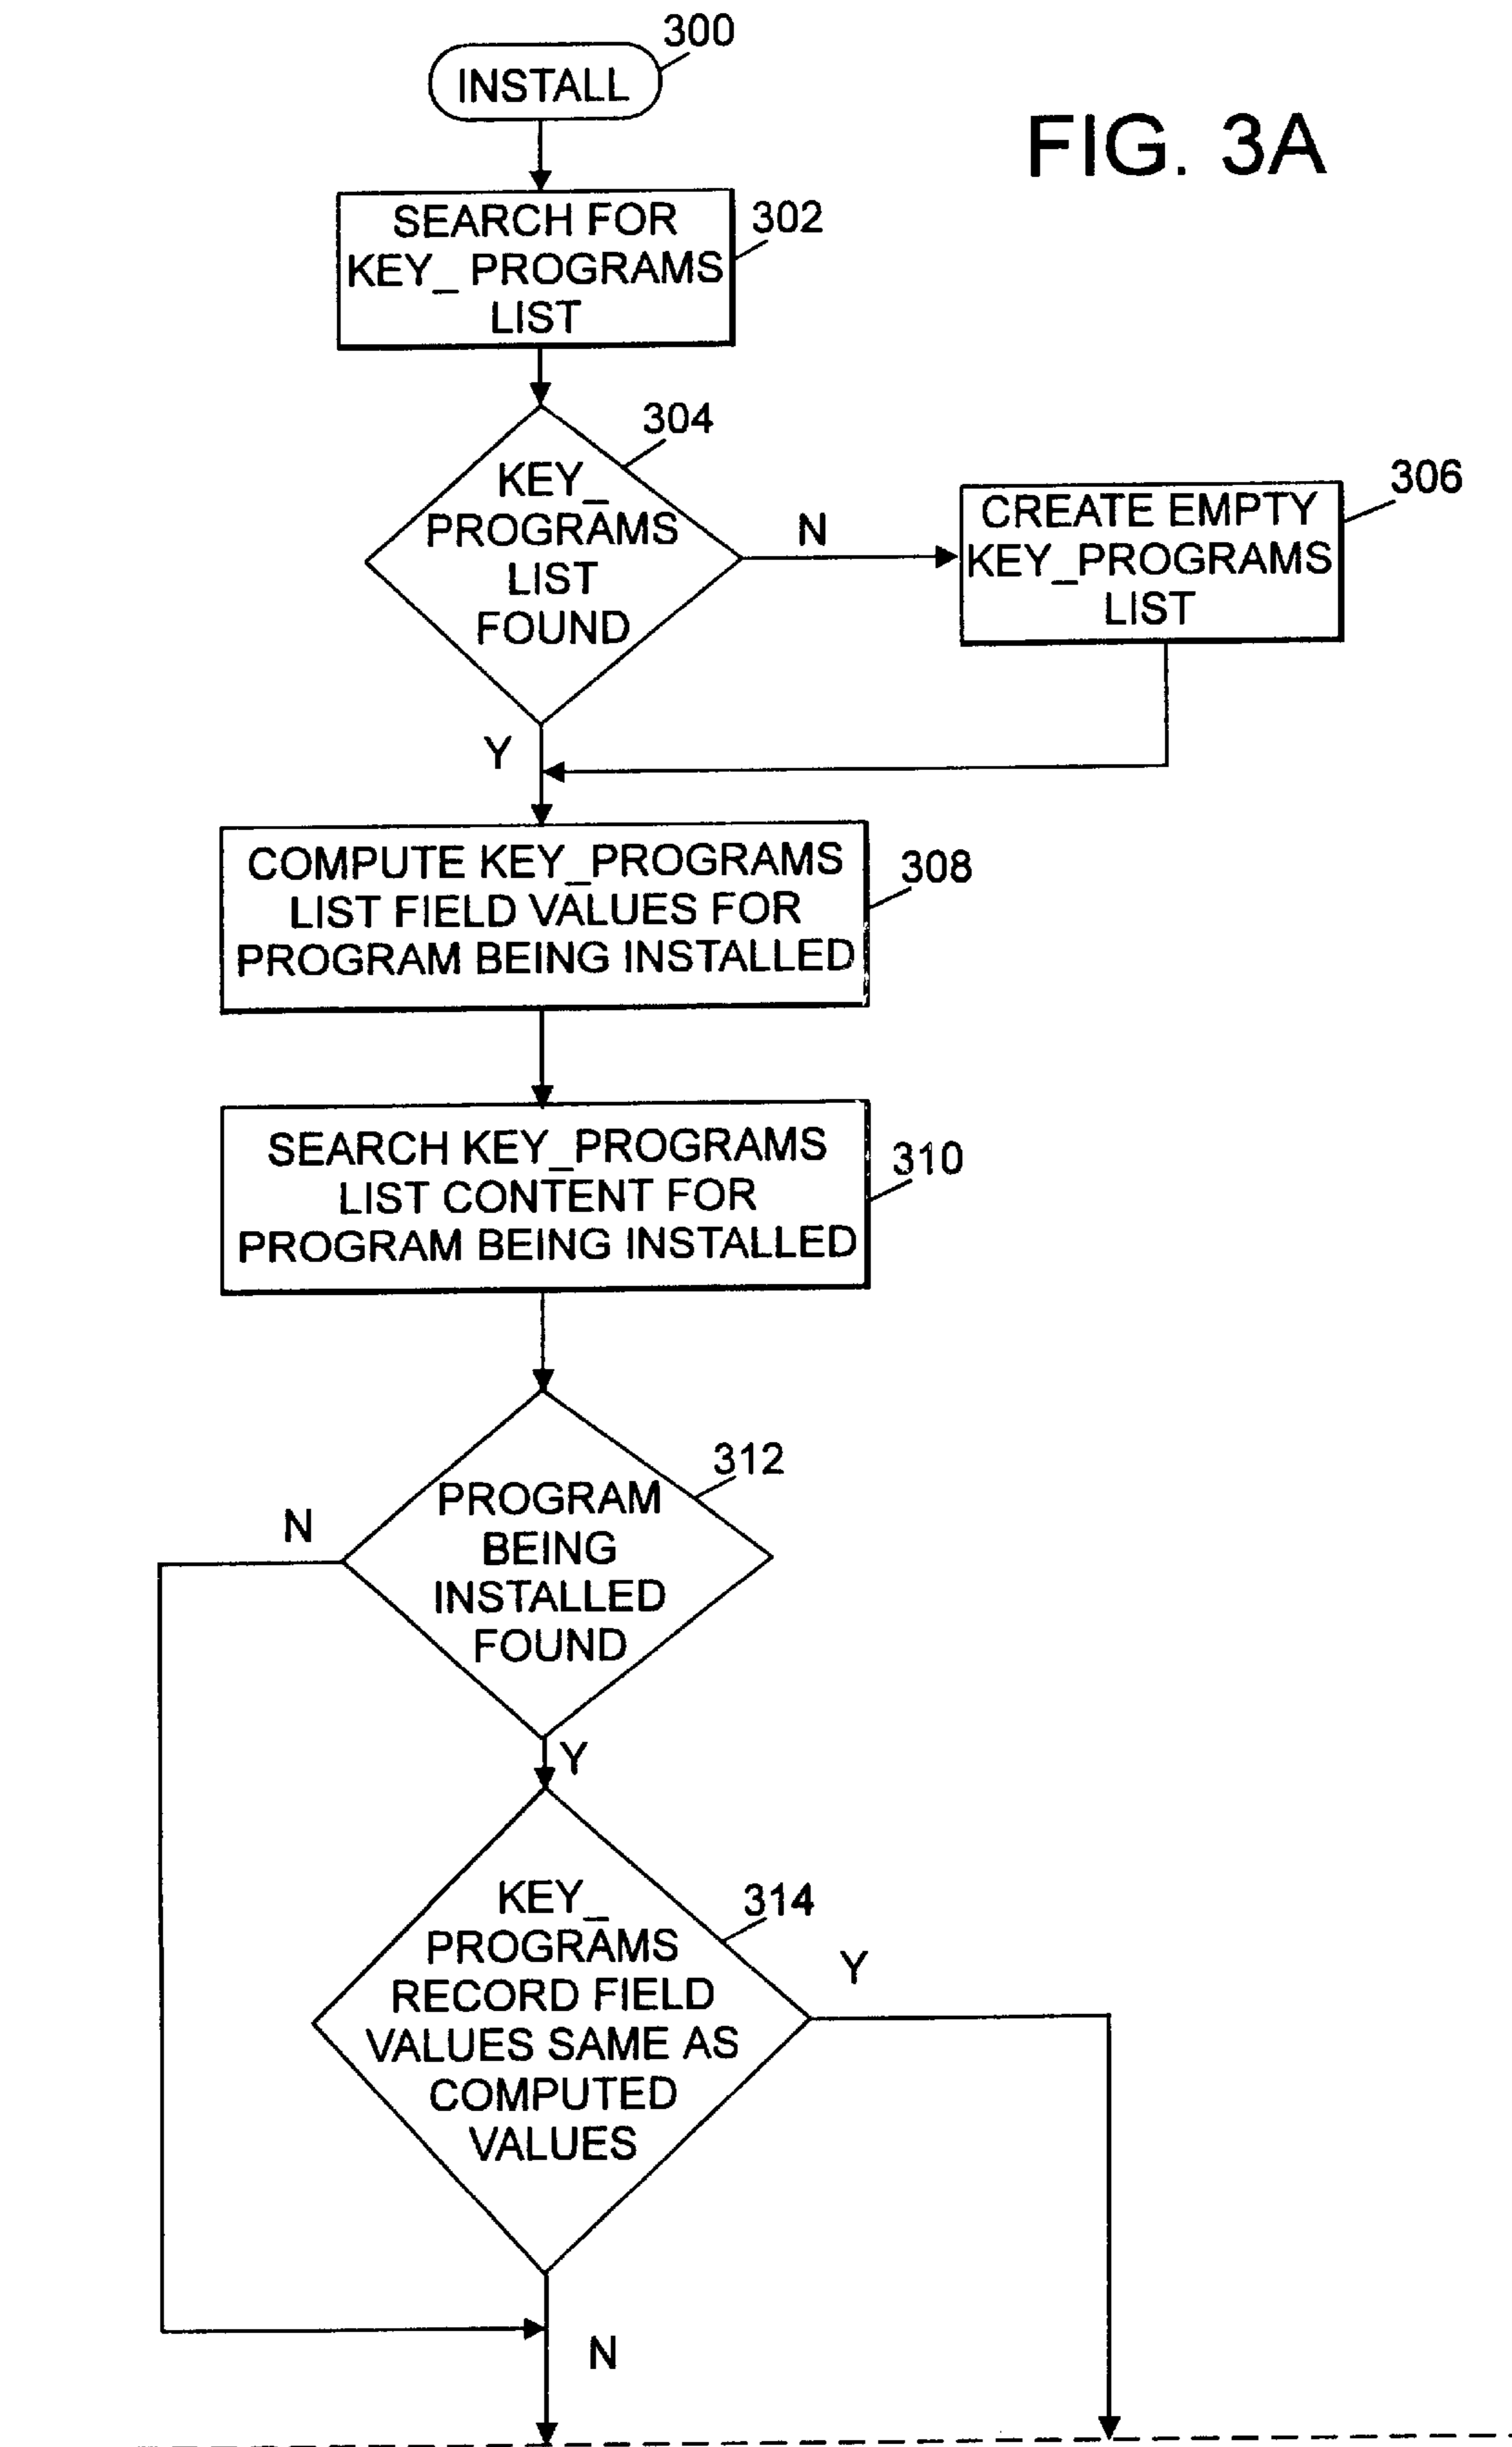 300
INSTALL
FIG. 3A
SEARCH FOR
KEY_ PROGRAMS
LIST
302
304
KEY_
PROGRAMS
LIST
FOUND
N
306
CREATE EMPTY
KEY_PROGRAMS
LIST
Y
COMPUTE KEY_PROGRAMS
LIST FIELD VALUES FOR
PROGRAM BEING INSTALLED
308
SEARCH KEY_PROGRAMS
LIST CONTENT FOR
PROGRAM BEING INSTALLED
310
312
PROGRAM
BEING
INSTALLED
FOUND
N
Y
314
KEY_
PROGRAMS
RECORD FIELD
VALUES SAME AS
COMPUTED
VALUES
Y
N